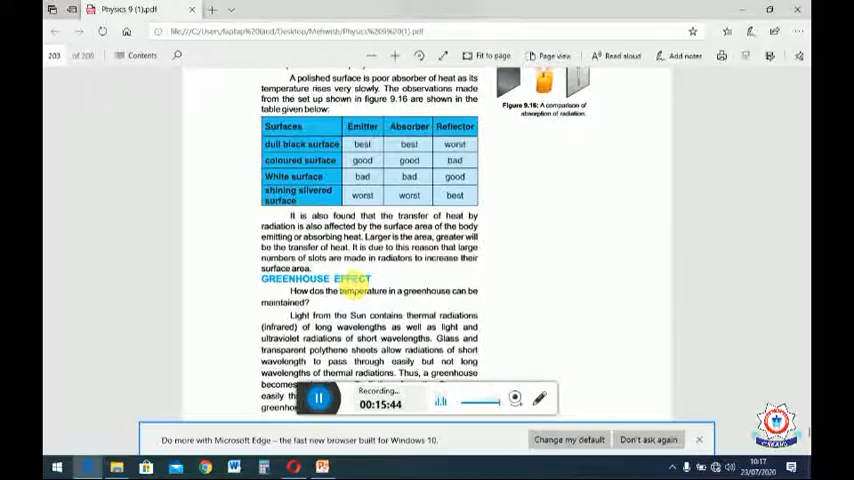 Physics 9 (1).pdf
file:///C:/Users/laptap%20land/Desktop/Mehwish/Physics%209%20(1).pdf
203 of 206 Contents Fit to page Page view Read aloud Add notes
A polished surface is poor absorber of heat as its
temperature rises very slowly. The observations made
from the set up shown in figure 9.16 are shown in the
table given below:
Figure 9.16: A comparison of
absorption of radiation.
Surfaces Emitter Absorber Reflector
dull black surface best best worst
coloured surface good good bad
White surface bad bad good
shining silvered
surface worst worst best
It is also found that the transfer of heat by
radiation is also affected by the surface area of the body
emitting or absorbing heat. Larger is the area, greater will
be the transfer of heat. It is due to this reason that large
numbers of slots are made in radiators to increase their
surface area.
GREENHOUSE EFFECT
How dos the temperature in a greenhouse can be
maintained?
Light from the Sun contains thermal radiations
(infrared) of long wavelengths as well as light and
ultraviolet radiations of short wavelengths. Glass and
transparent polythene sheets allow radiations of short
wavelength to pass through easily but not long
wavelengths of thermal radiations. Thus, a greenhouse
becomes
easily th
greenho
Recording...
00:15:44
Do more with Microsoft Edge – the fast new browser built for Windows 10. Change my default Don't ask again
10:17
23/07/2020